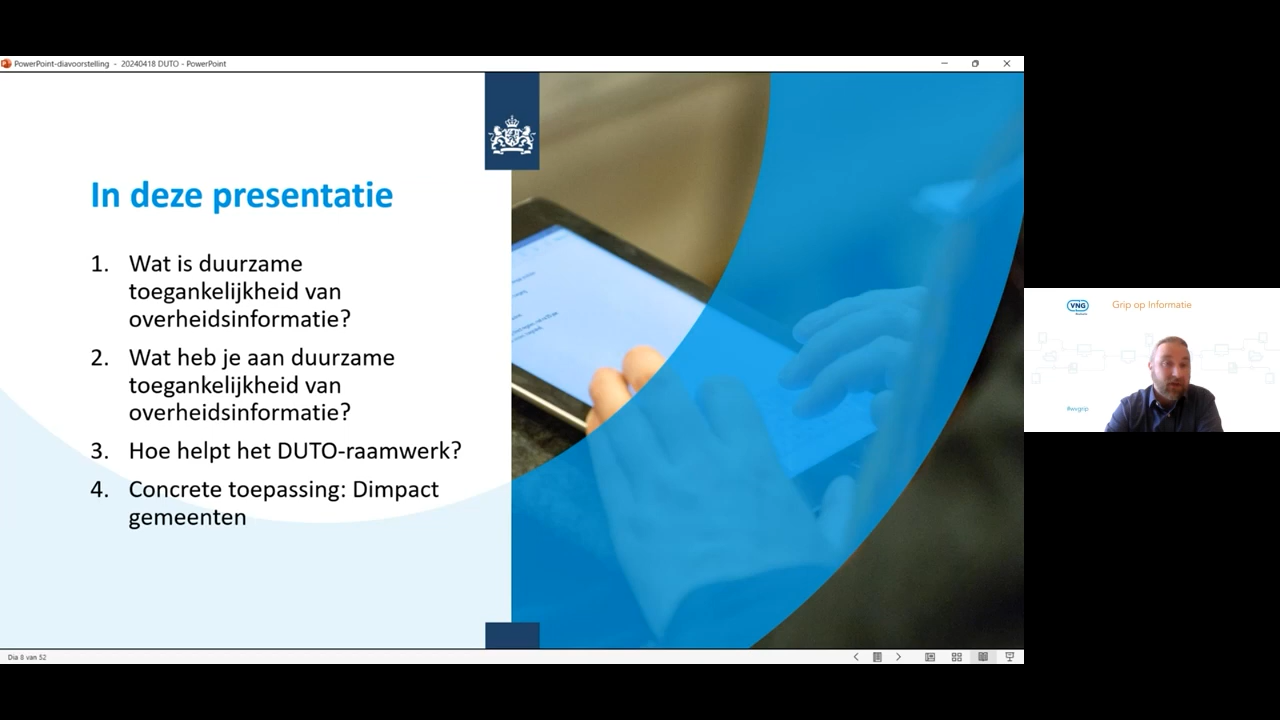 PowerPoint-diavoorstelling - 20240418 DUTO - PowerPoint
In deze presentatie
1. Wat is duurzame
toegankelijkheid van
overheidsinformatie?
2. Wat heb je aan duurzame
toegankelijkheid van
overheidsinformatie?
3. Hoe helpt het DUTO-raamwerk?
4. Concrete toepassing: Dimpact
gemeenten
Dia 8 van 52
VNG
Grip op Informatie